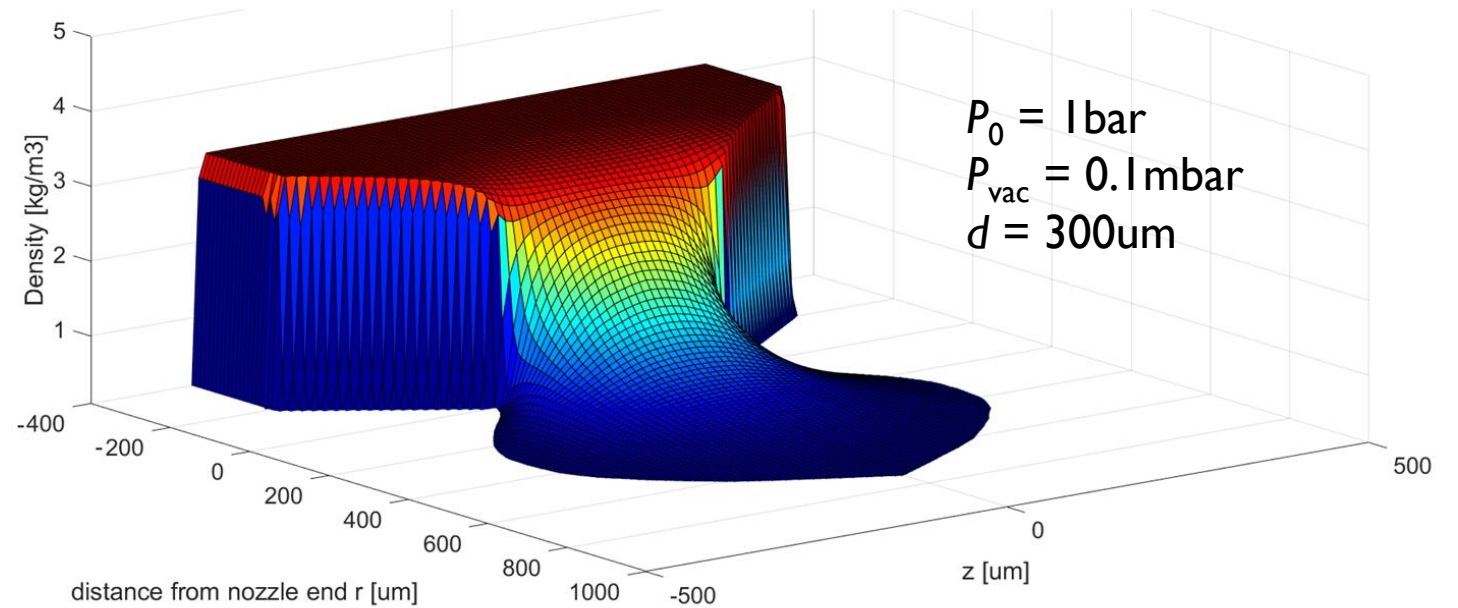 5
4
3
2
1
Density [kg/m3]
P0 = 1bar
Pvac = 0.1mbar
d = 300um
-400
-200
0
200
400
600
800
1000
distance from nozzle end r [um]
-500
0
500
z [um]